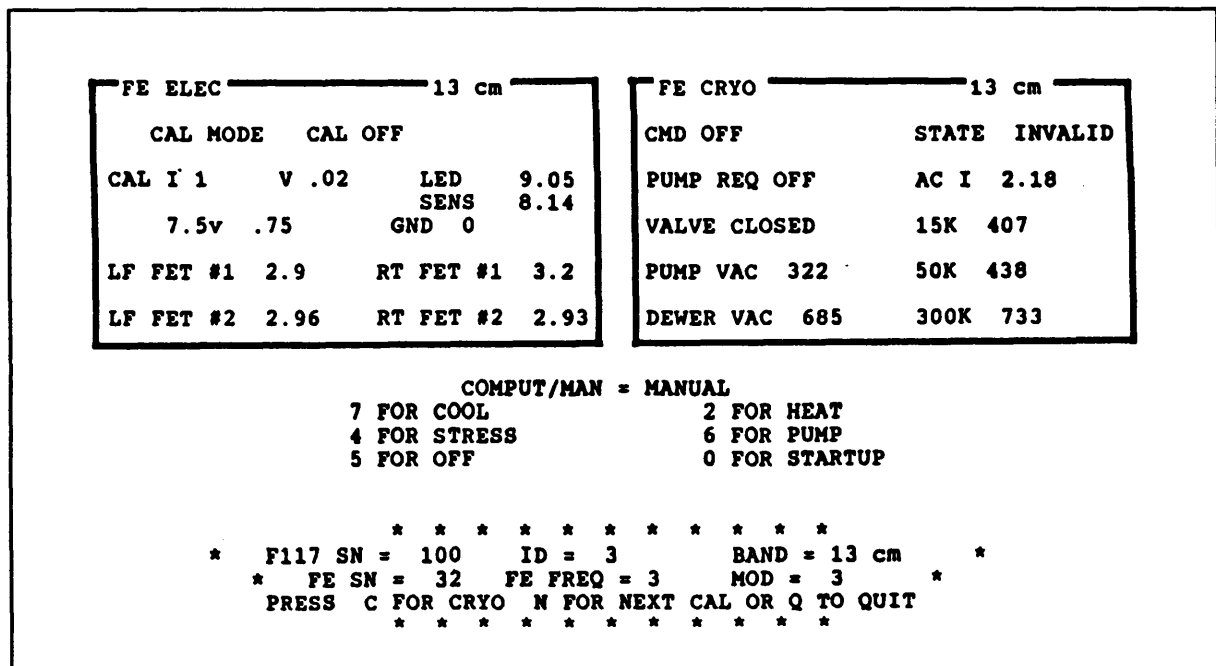 FE ELEC 13 cm
CAL MODE CAL OFF
CAL I 1 V .02 LED 9.05
SENS 8.14
7.5v .75 GND 0
LF FET #1 2.9 RT FET #1 3.2
LF FET #2 2.96 RT FET #2 2.93
FE CRYO 13 cm
CMD OFF STATE INVALID
PUMP REQ OFF AC I 2.18
VALVE CLOSED 15K 407
PUMP VAC 322 50K 438
DEWER VAC 685 300K 733
COMPUT/MAN = MANUAL
7 FOR COOL 2 FOR HEAT
4 FOR STRESS 6 FOR PUMP
5 FOR OFF 0 FOR STARTUP
* * * * * * * * * * *
* F117 SN = 100 ID = 3 BAND = 13 cm *
* FE SN = 32 FE FREQ = 3 MOD = 3 *
PRESS C FOR CRYO N FOR NEXT CAL OR Q TO QUIT
* * * * * * * * * * *